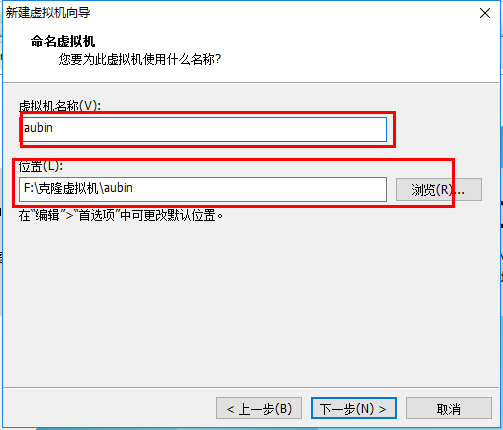 新建虚拟机向导
命名虚拟机
您要为此虚拟机使用什么名称?
虚拟机名称(V):
aubin
位置(L):
F:\克隆虚拟机\aubin
浏览(R)...
在“编辑”>“首选项”中可更改默认位置。
< 上一步(B)
下一步(N) >
取消